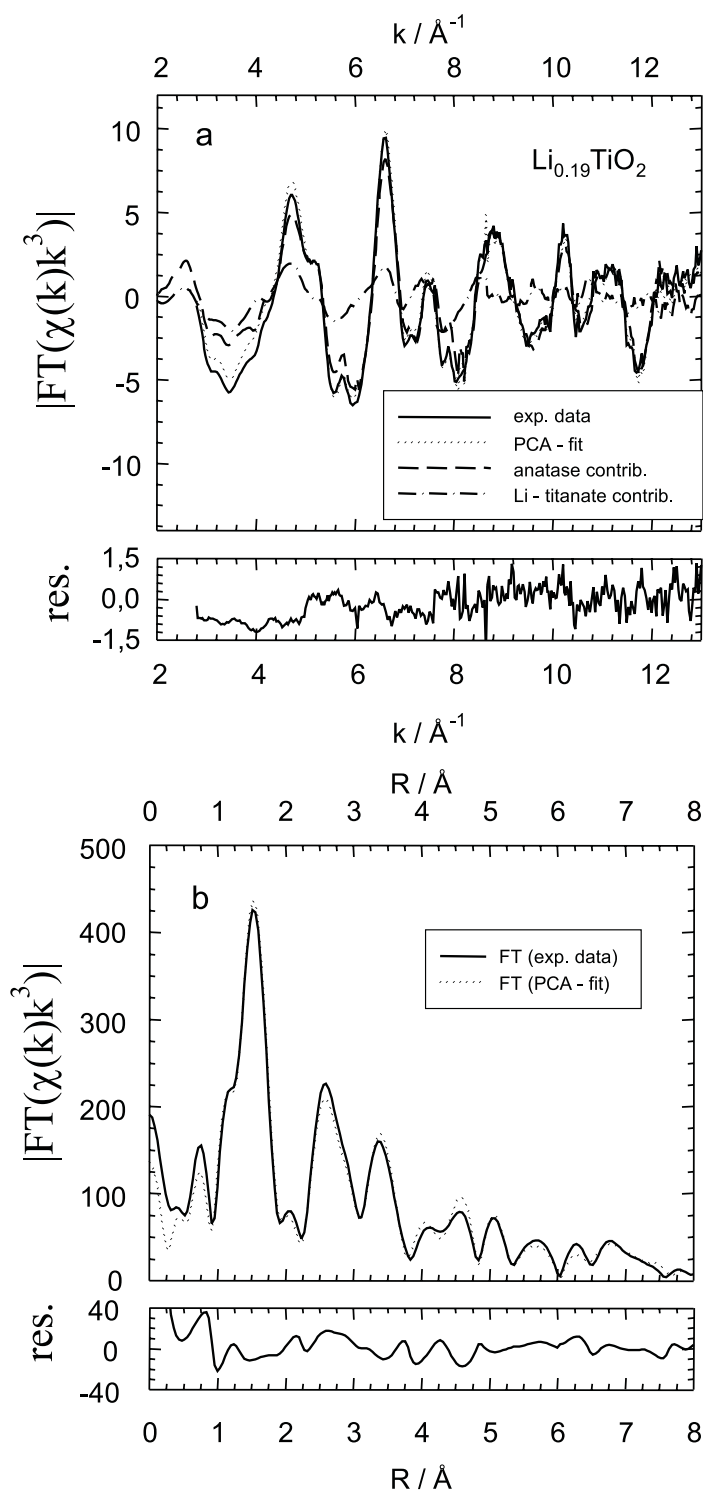 k / Å⁻¹
2 4 6 8 10 12
a
Li₀.₁₉TiO₂
|FT(χ(k)k³)|
10
5
0
-5
-10
exp. data
PCA - fit
anatase contrib.
Li - titanate contrib.
res.
1,5
0,0
-1,5
2 4 6 8 10 12
k / Å⁻¹
R / Å
0 1 2 3 4 5 6 7 8
b
|FT(χ(k)k³)|
500
400
300
200
100
0
FT (exp. data)
FT (PCA - fit)
res.
40
0
-40
0 1 2 3 4 5 6 7 8
R / Å